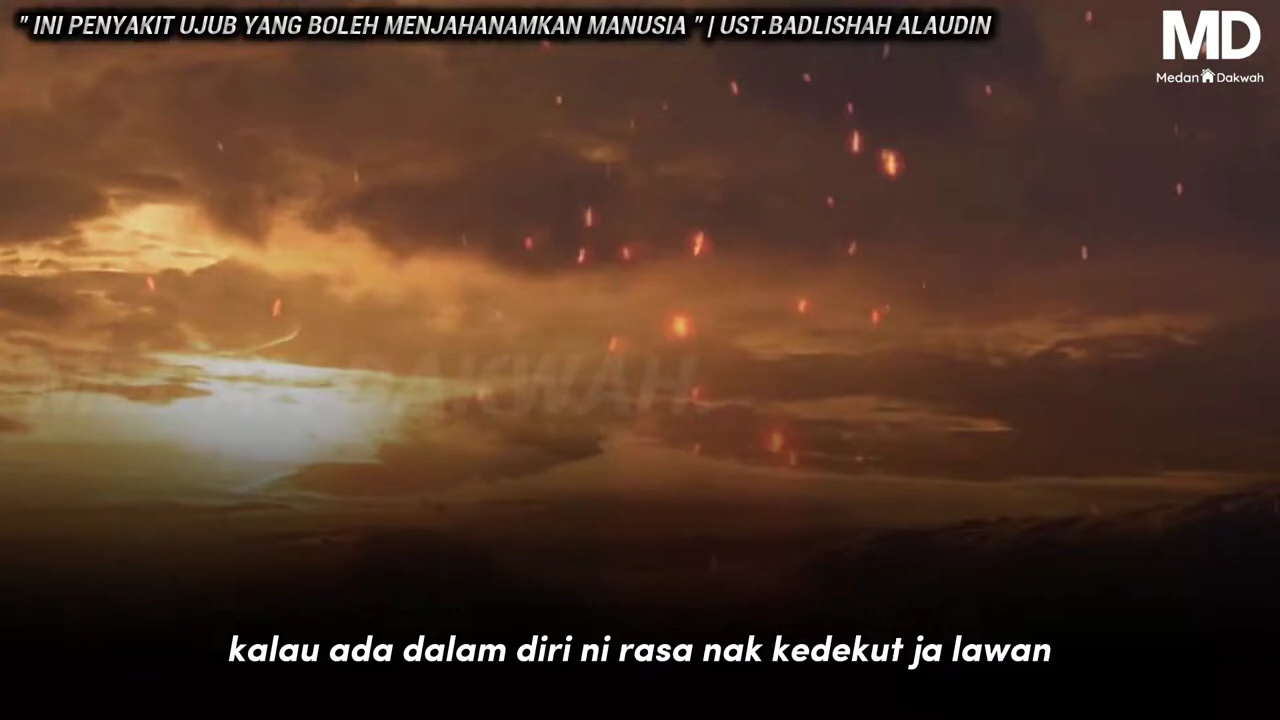 " INI PENYAKIT UJUB YANG BOLEH MENJAHANAMKAN MANUSIA " | UST.BADLISHAH ALAUDIN
MD
Medan Dakwah
kalau ada dalam diri ni rasa nak kedekut ja lawan